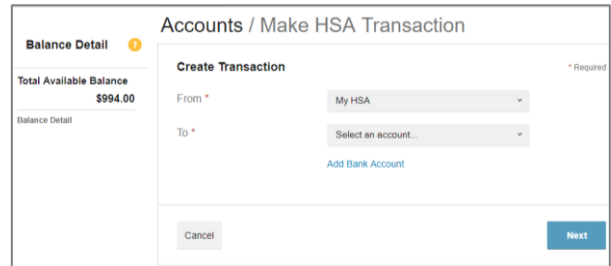 Accounts / Make HSA Transaction
Balance Detail ?
Total Available Balance
$994.00
Balance Detail
Create Transaction
* Required
From *
My HSA
To *
Select an account...
Add Bank Account
Cancel
Next